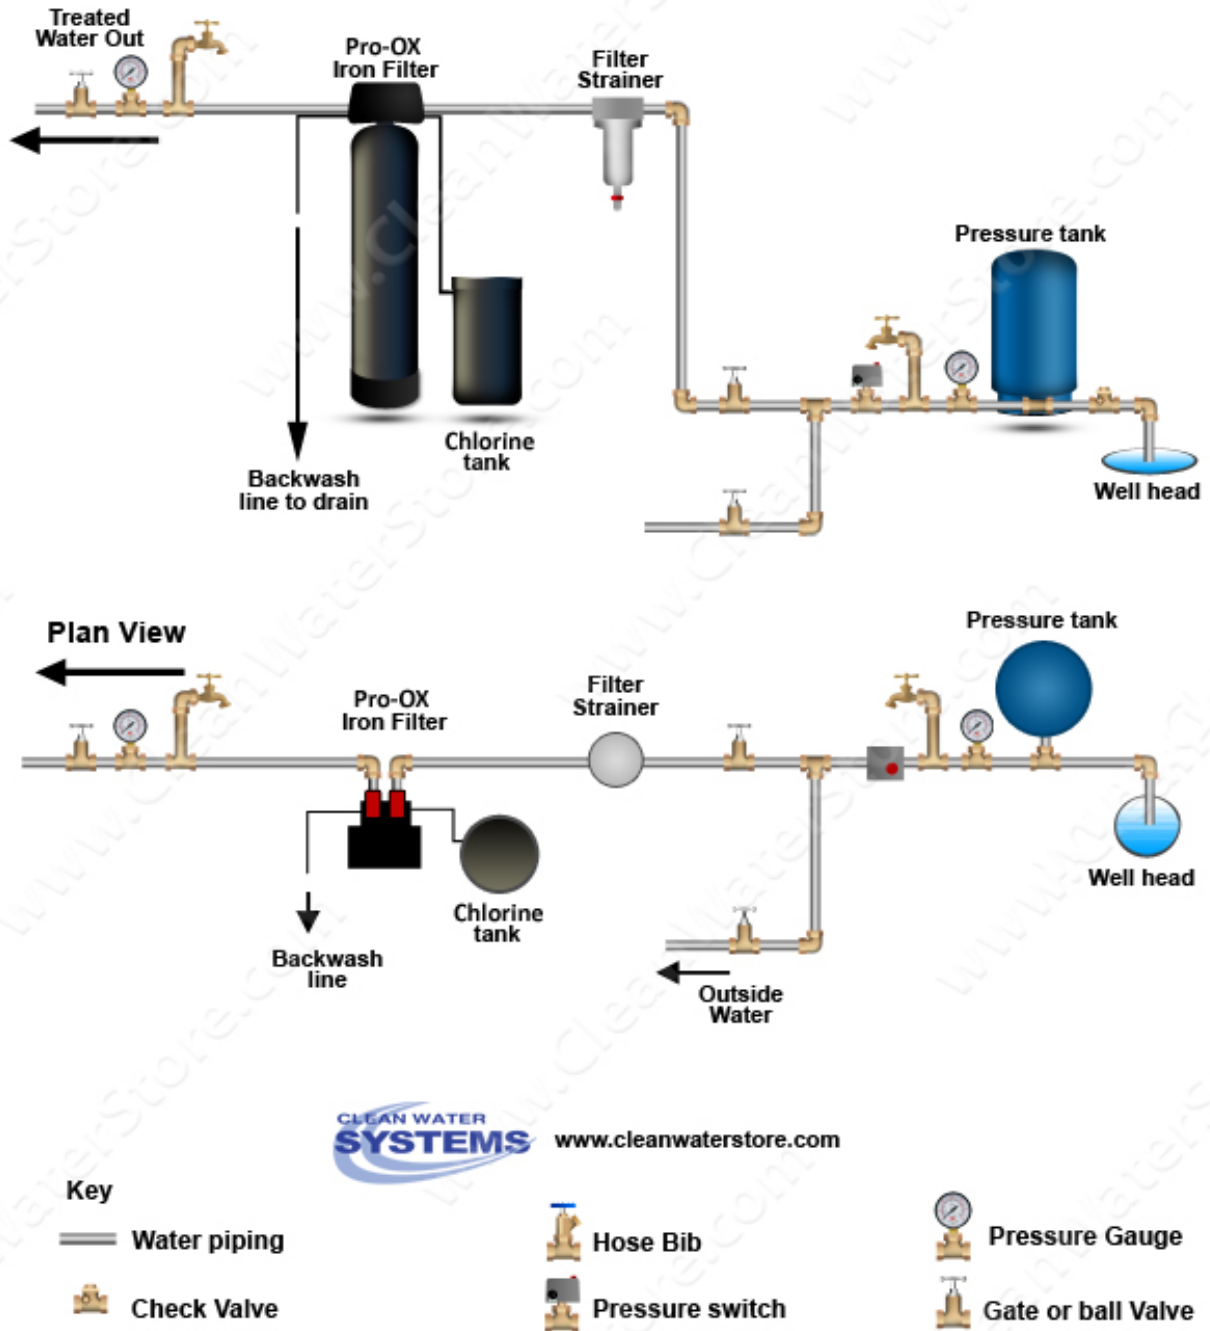 Treated
Water Out
Pro-OX
Iron Filter
Filter
Strainer
Pressure tank
Chlorine
tank
Backwash
line to drain
Well head
Plan View
Pressure tank
Pro-OX
Iron Filter
Filter
Strainer
Well head
Chlorine
tank
Backwash
line
Outside
Water
CLEAN WATER
SYSTEMS
www.cleanwaterstore.com
Key
Water piping
Hose Bib
Pressure Gauge
Check Valve
Pressure switch
Gate or ball Valve
www.CleanWaterStore.com